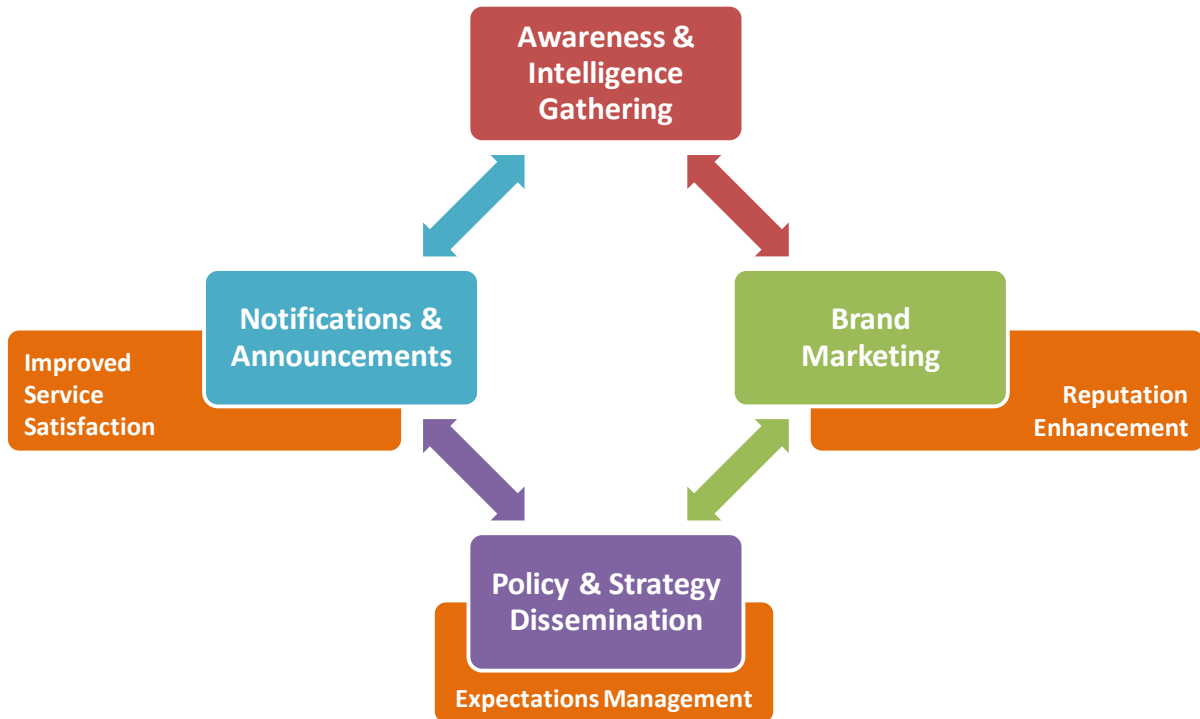 Awareness &
Intelligence
Gathering
Notifications &
Announcements
Brand
Marketing
Improved
Service
Satisfaction
Reputation
Enhancement
Policy & Strategy
Dissemination
Expectations Management